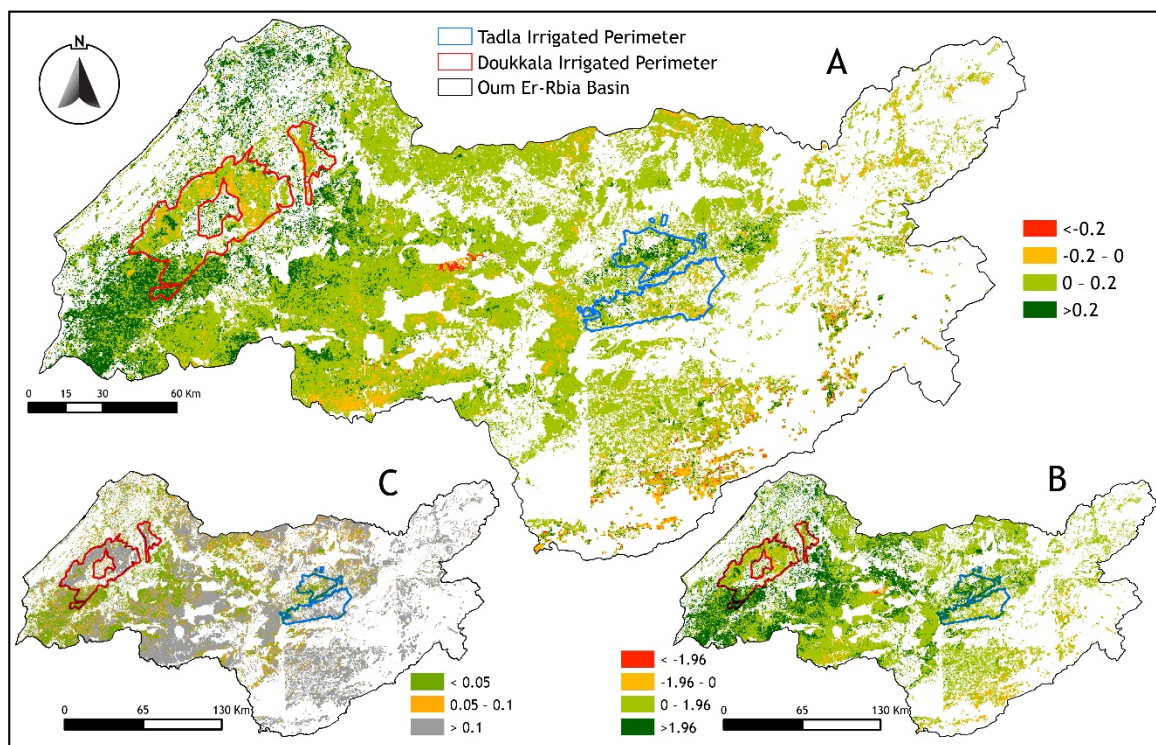 N
Tadla Irrigated Perimeter
Doukkala Irrigated Perimeter
Oum Er-Rbia Basin
A
<-0.2
-0.2 - 0
0 - 0.2
>0.2
0 15 30 60 Km
C
B
< 0.05
0.05 - 0.1
> 0.1
0 65 130 Km
< -1.96
-1.96 - 0
0 - 1.96
>1.96
0 65 130 Km